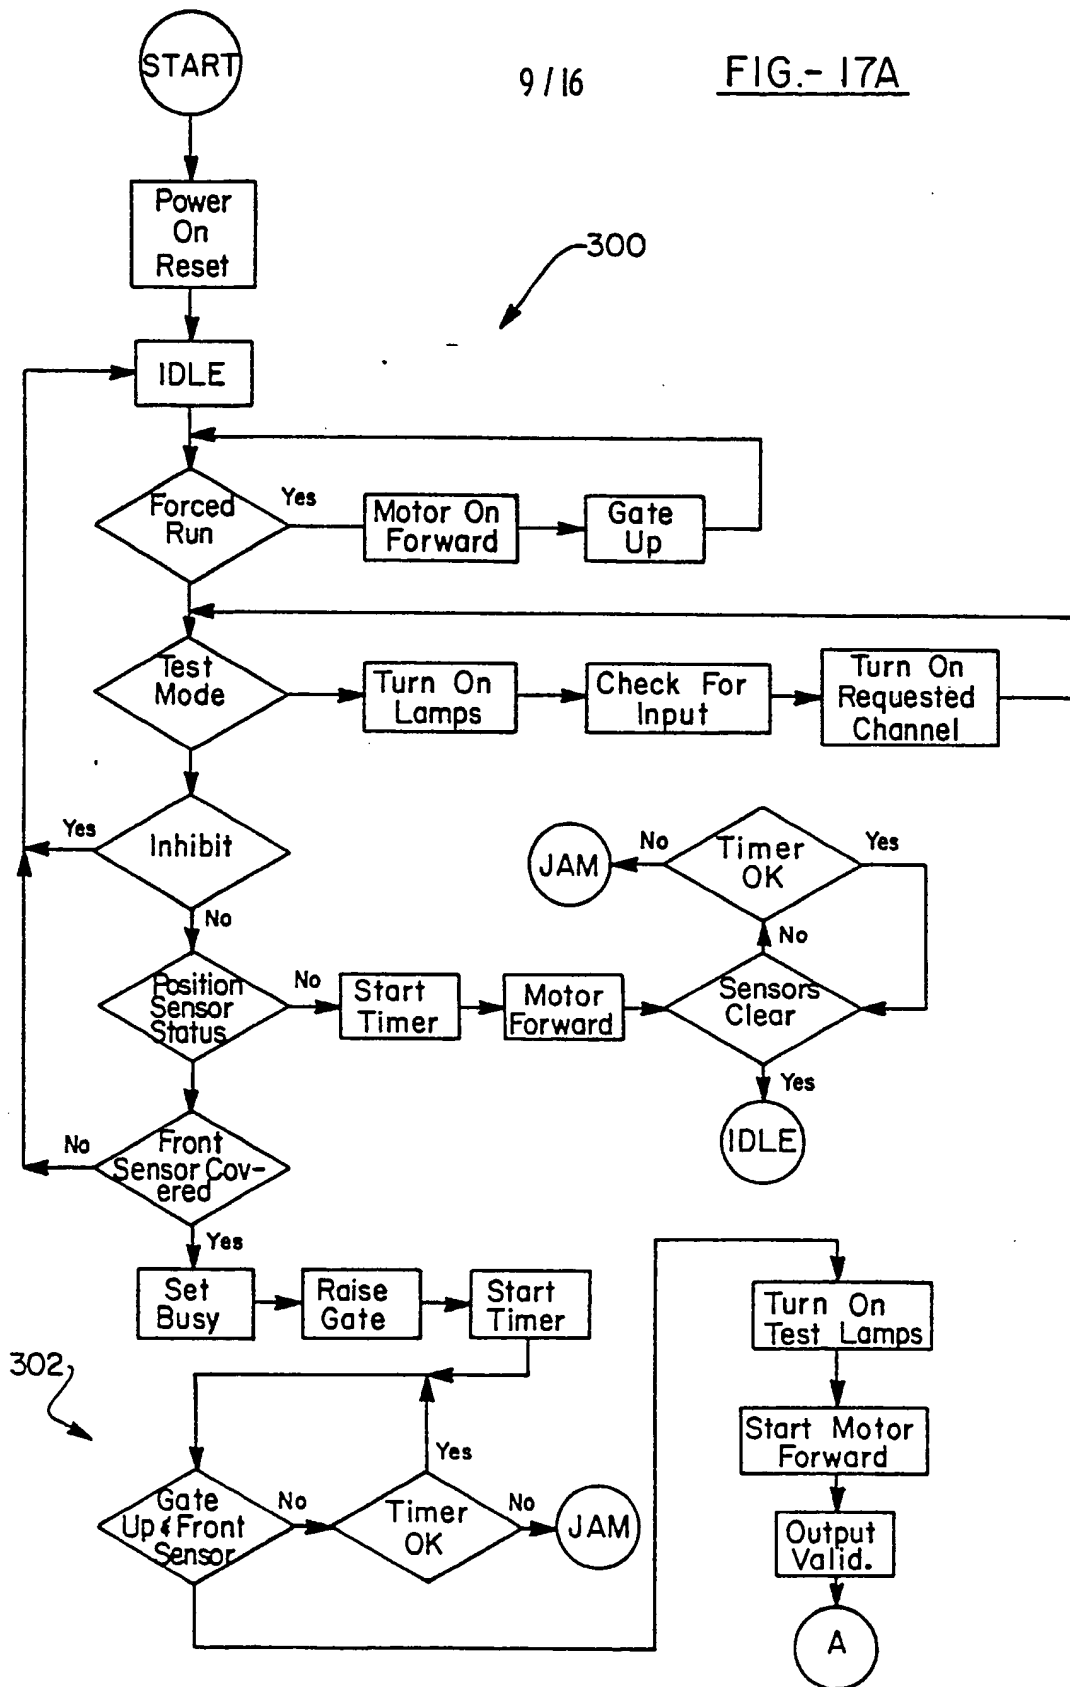 START
9/16
FIG.- 17A
Power
On
Reset
300
IDLE
Forced
Run
Yes
Motor On
Forward
Gate
Up
Test
Mode
Turn On
Lamps
Check For
Input
Turn On
Requested
Channel
Inhibit
Yes
No
JAM
No
Timer
OK
Yes
No
Position
Sensor
Status
No
Start
Timer
Motor
Forward
Sensors
Clear
Yes
IDLE
Front
Sensor Cov-
ered
No
Yes
Set
Busy
Raise
Gate
Start
Timer
Turn On
Test Lamps
302
Yes
Start Motor
Forward
Gate
Up & Front
Sensor
No
Timer
OK
No
JAM
Output
Valid.
A